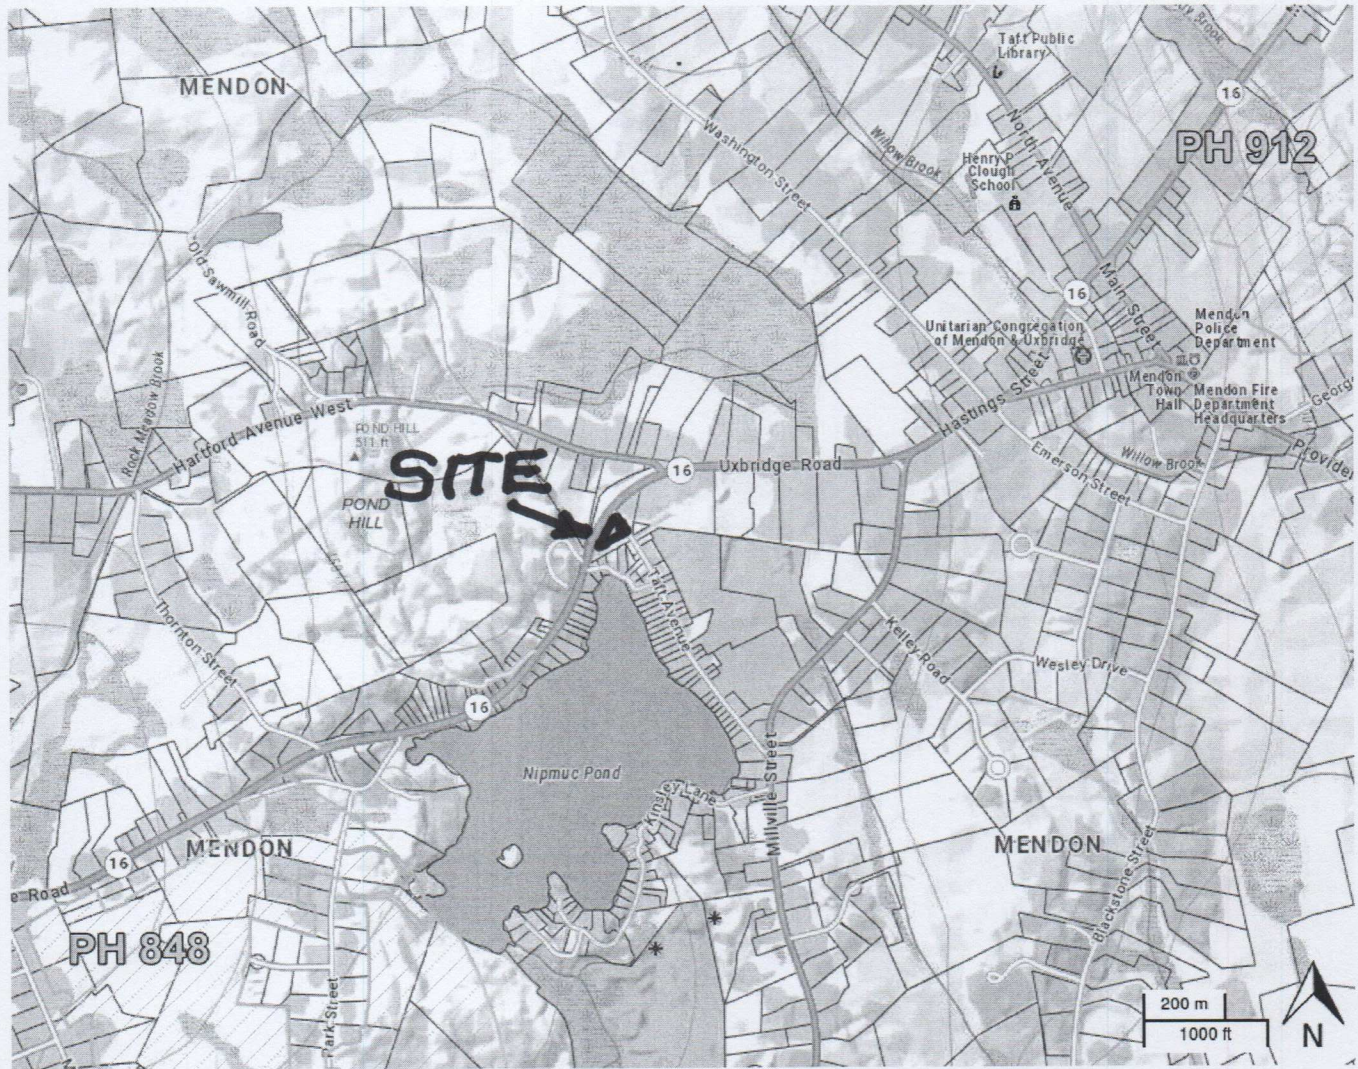 MENDON
Taft Public
Library
Brook
16
PH 912
North Avenue
Washington Street
Willow Brook
Henry P
Clough
School
Old Sawmill Road
16
Main Street
Mendon
Police
Department
Unitarian Congregation
of Mendon & Uxbridge
Hastings Street
Mendon
Town
Hall
Mendon Fire
Department
Headquarters
Rock Meadow Brook
Hartford Avenue West
POND HILL
511 ft
SITE
16
Uxbridge Road
Emerson Street
Willow Brook
POND
HILL
Taft Avenue
Thornton Street
Kelley Road
Wesley Drive
16
Nipmuc Pond
Kinsley Lane
Millville Street
MENDON
MENDON
16
e Road
Blackstone Street
PH 848
Park Street
200 m
1000 ft
N